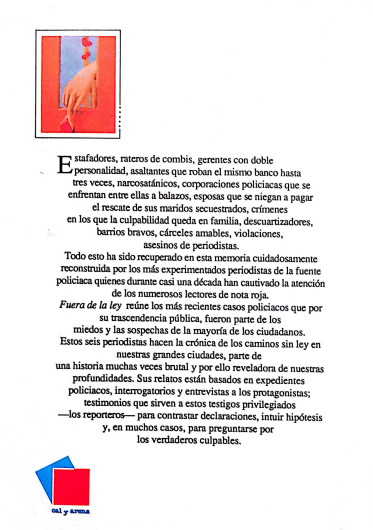 Estafadores, rateros de combis, gerentes con doble
personalidad, asaltantes que roban el mismo banco hasta
tres veces, narcosatánicos, corporaciones policiacas que se
enfrentan entre ellas a balazos, esposas que se niegan a pagar
el rescate de sus maridos secuestrados, crímenes
en los que la culpabilidad queda en familia, descuartizadores,
barrios bravos, cárceles amables, violaciones,
asesinos de periodistas.
Todo esto ha sido recuperado en esta memoria cuidadosamente
reconstruida por los más experimentados periodistas de la fuente
policiaca quienes durante casi una década han cautivado la atención
de los numerosos lectores de nota roja.
Fuera de la ley reúne los más recientes casos policiacos que por
su trascendencia pública, fueron parte de los
miedos y las sospechas de la mayoría de los ciudadanos.
Estos seis periodistas hacen la crónica de los caminos sin ley en
nuestras grandes ciudades, parte de
una historia muchas veces brutal y por ello reveladora de nuestras
profundidades. Sus relatos están basados en expedientes
policiacos, interrogatorios y entrevistas a los protagonistas;
testimonios que sirven a estos testigos privilegiados
—los reporteros— para contrastar declaraciones, intuir hipótesis
y, en muchos casos, para preguntarse por
los verdaderos culpables.
cal y arena